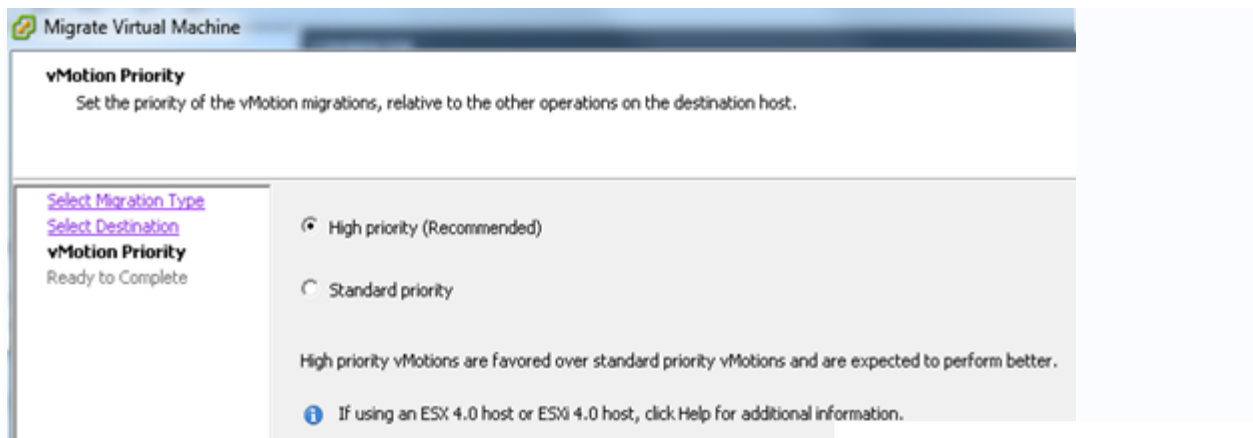 Migrate Virtual Machine
vMotion Priority
Set the priority of the vMotion migrations, relative to the other operations on the destination host.
Select Migration Type
Select Destination
vMotion Priority
Ready to Complete
High priority (Recommended)
Standard priority
High priority vMotions are favored over standard priority vMotions and are expected to perform better.
If using an ESX 4.0 host or ESXi 4.0 host, click Help for additional information.